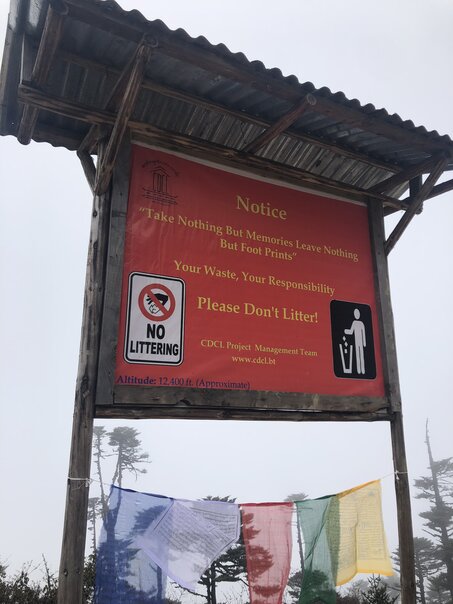 CDCL
Notice
"Take Nothing But Memories Leave Nothing
But Foot Prints"
Your Waste, Your Responsibility
Please Don't Litter!
NO
LITTERING
CDCL Project Management Team
www.cdcl.bt
Altitude: 12,400 ft. (Approximate)